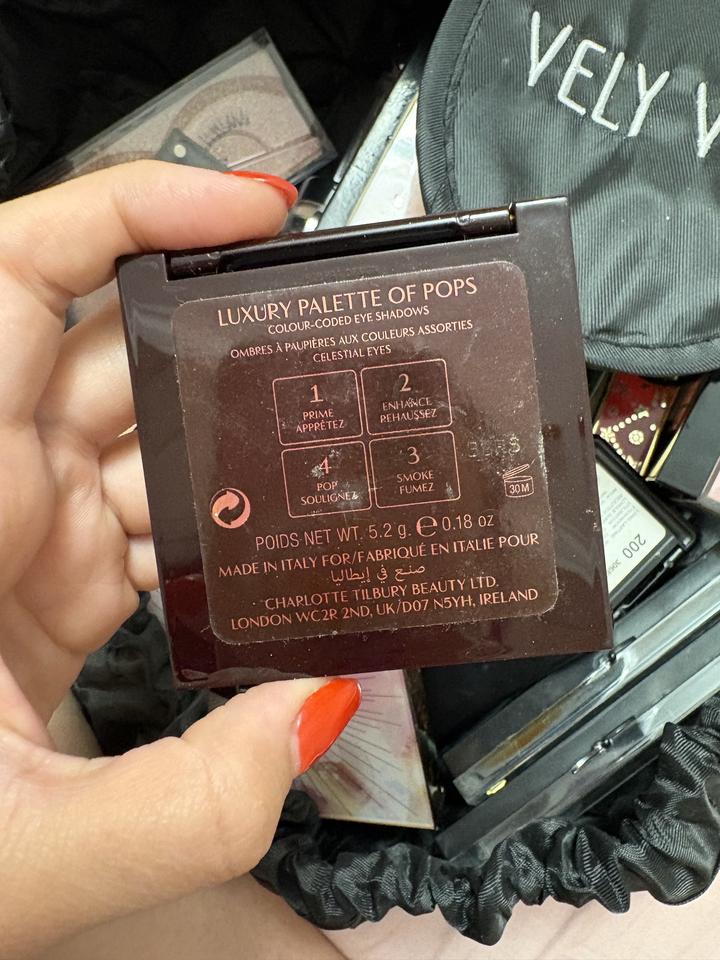 VELY V
LUXURY PALETTE OF POPS
COLOUR-CODED EYE SHADOWS
OMBRES À PAUPIÈRES AUX COULEURS ASSORTIES
CELESTIAL EYES
1
PRIME
APPRÊTEZ
2
ENHANCE
REHAUSSEZ
4
POP
SOULIGNEZ
3
SMOKE
FUMEZ
30M
POIDS NET WT. 5.2 g. ℮ 0.18 oz
MADE IN ITALY FOR/FABRIQUÉ EN ITALIE POUR
صنع في إيطاليا
CHARLOTTE TILBURY BEAUTY LTD.
LONDON WC2R 2ND, UK/D07 N5YH, IRELAND
200